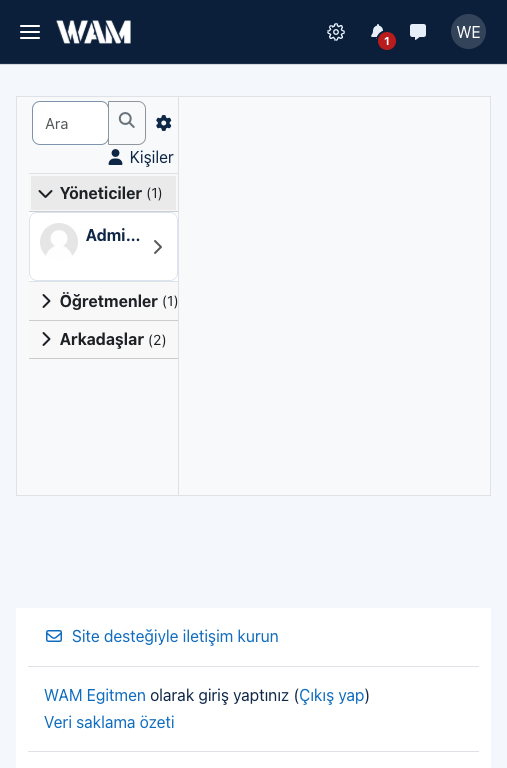 WAM
1
WE
Ara
Kişiler
Yöneticiler (1)
Admi...
Öğretmenler (1)
Arkadaşlar (2)
Site desteğiyle iletişim kurun
WAM Egitmen olarak giriş yaptınız (Çıkış yap)
Veri saklama özeti